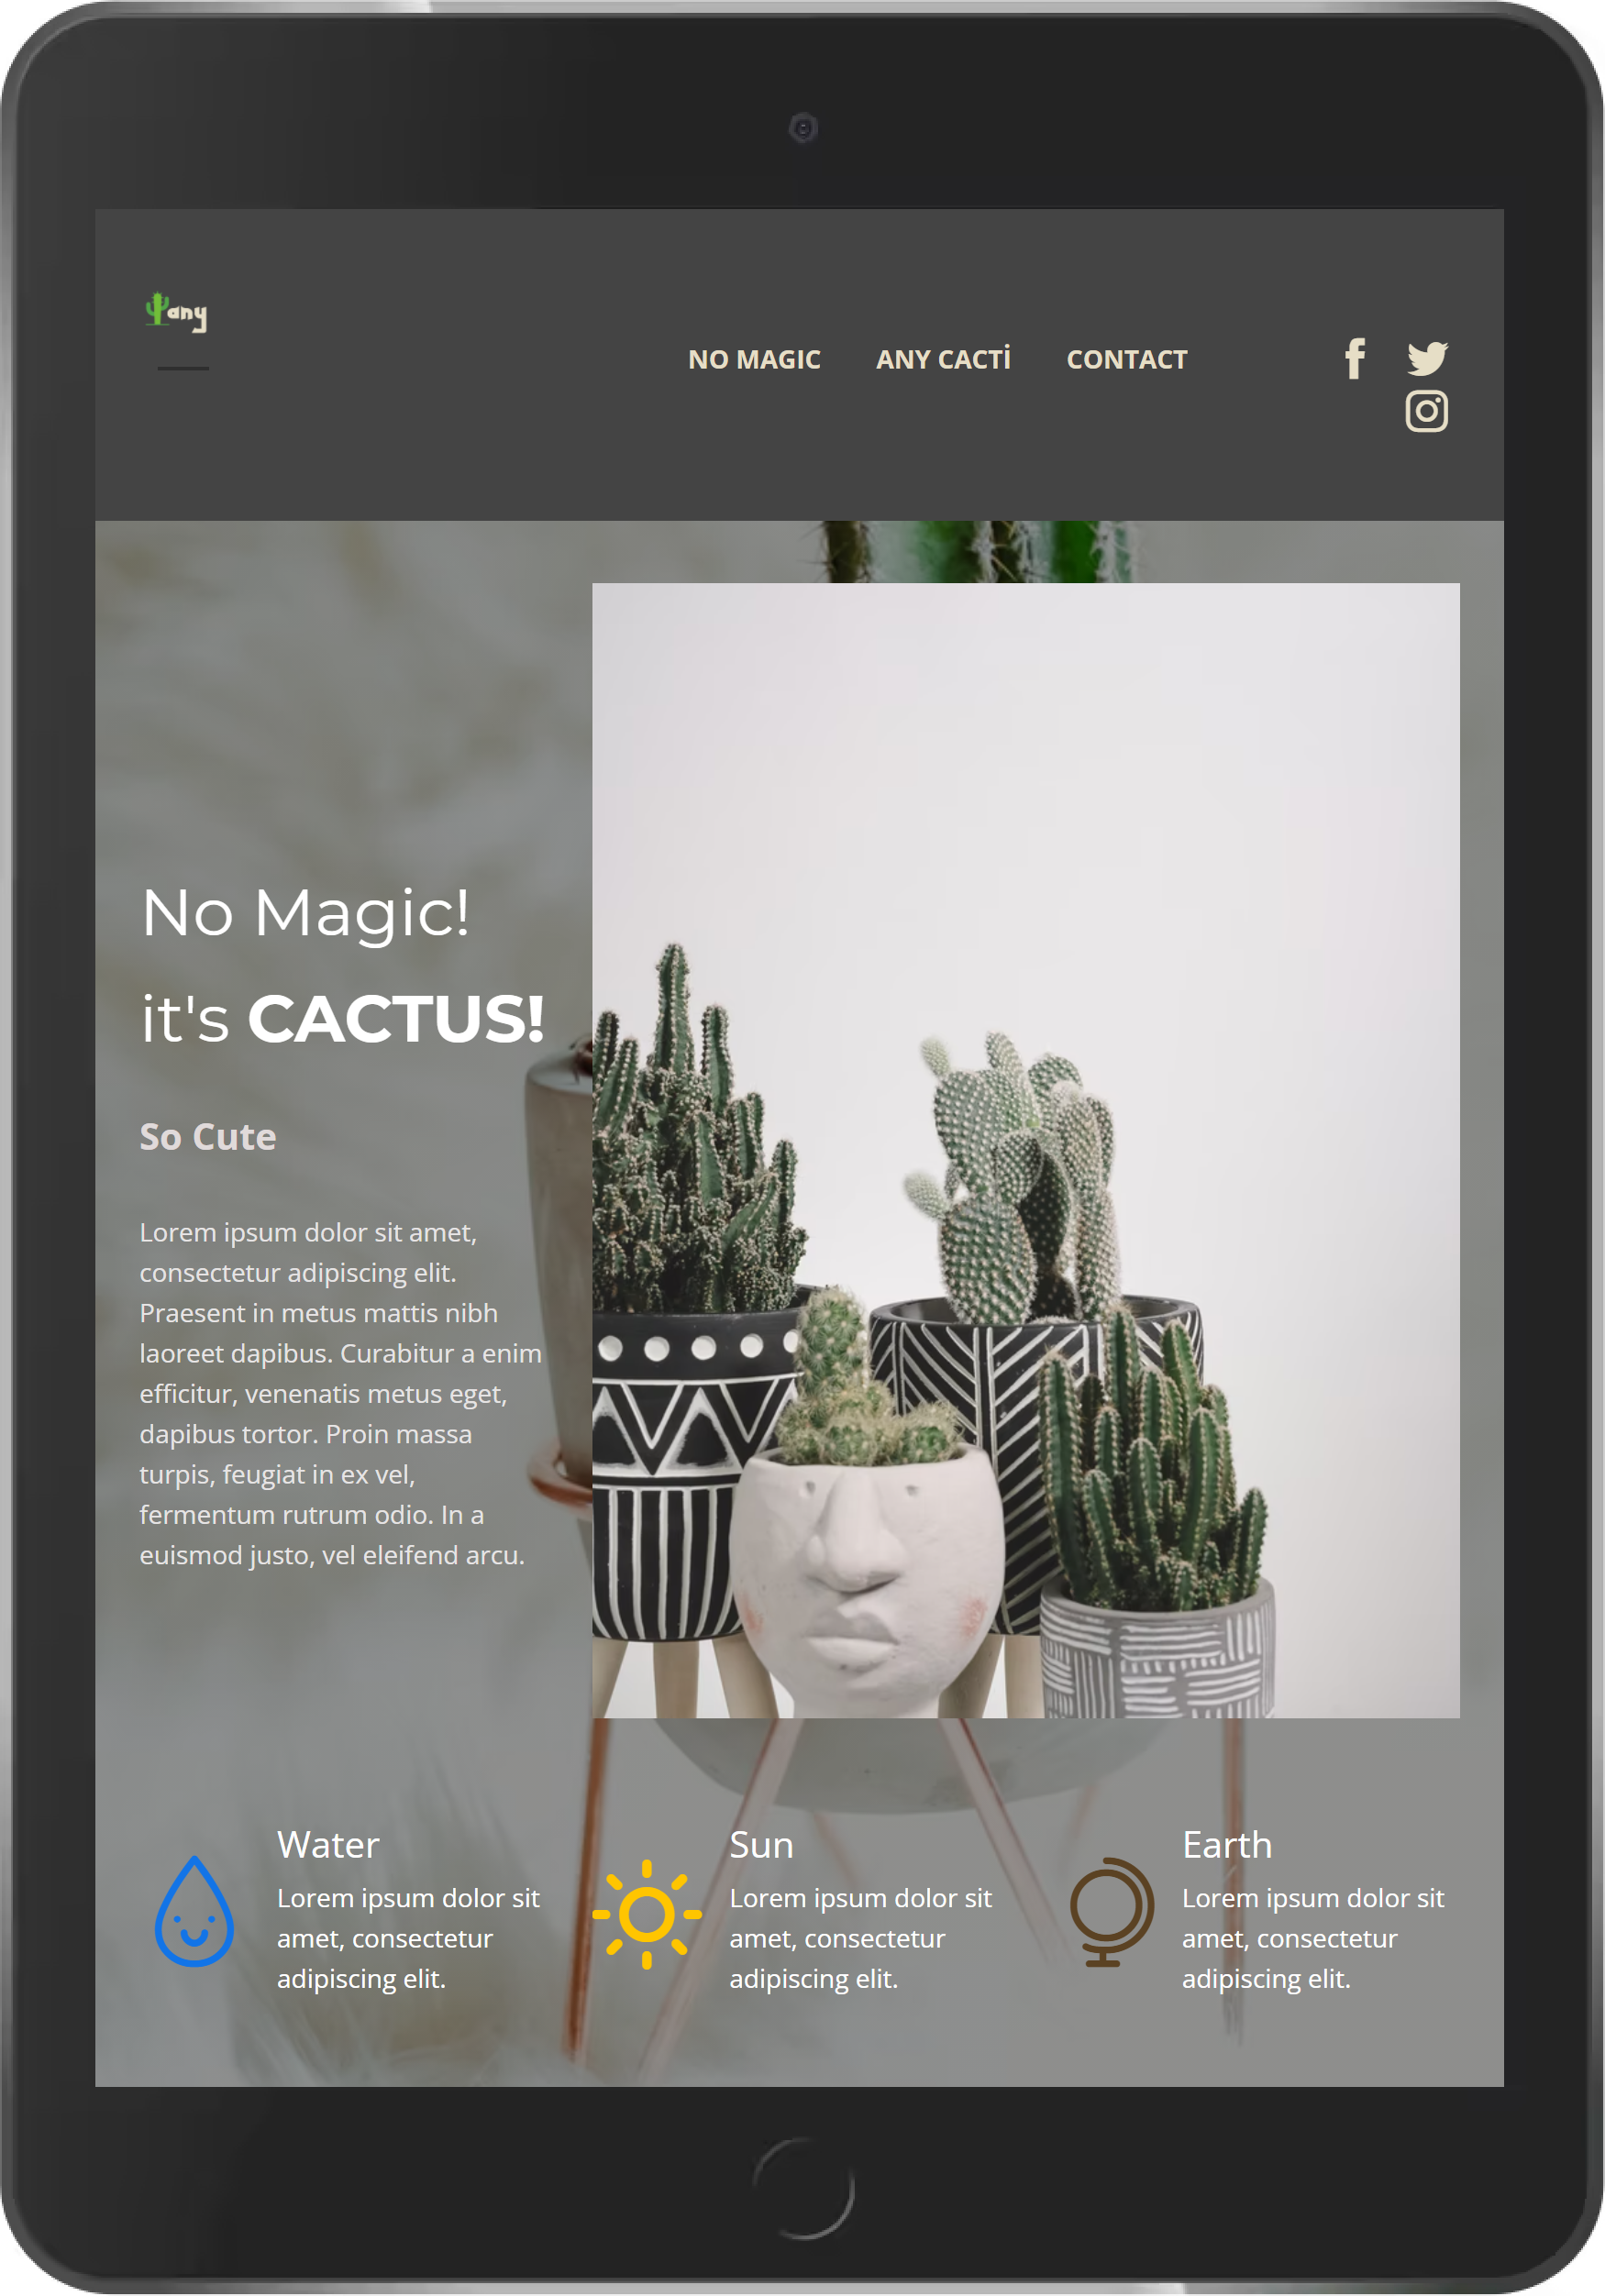 any
NO MAGIC ANY CACTİ CONTACT
No Magic!
it's CACTUS!
So Cute
Lorem ipsum dolor sit amet,
consectetur adipiscing elit.
Praesent in metus mattis nibh
laoreet dapibus. Curabitur a enim
efficitur, venenatis metus eget,
dapibus tortor. Proin massa
turpis, feugiat in ex vel,
fermentum rutrum odio. In a
euismod justo, vel eleifend arcu.
Water
Lorem ipsum dolor sit
amet, consectetur
adipiscing elit.
Sun
Lorem ipsum dolor sit
amet, consectetur
adipiscing elit.
Earth
Lorem ipsum dolor sit
amet, consectetur
adipiscing elit.